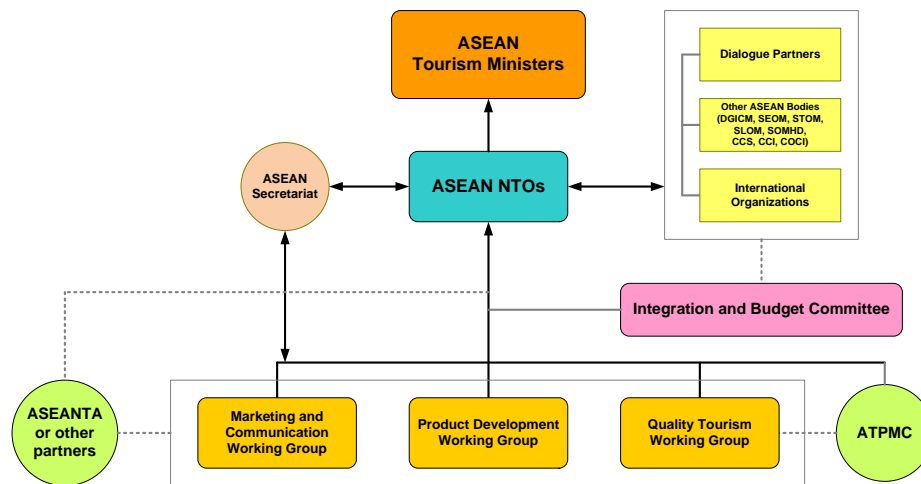 ASEAN
Tourism Ministers
Dialogue Partners
Other ASEAN Bodies
(DGICM, SEOM, STOM,
SLOM, SOMHD,
CCS, CCI, COCI)
International
Organizations
ASEAN
Secretariat
ASEAN NTOs
Integration and Budget Committee
ASEANTA
or other
partners
Marketing and
Communication
Working Group
Product Development
Working Group
Quality Tourism
Working Group
ATPMC